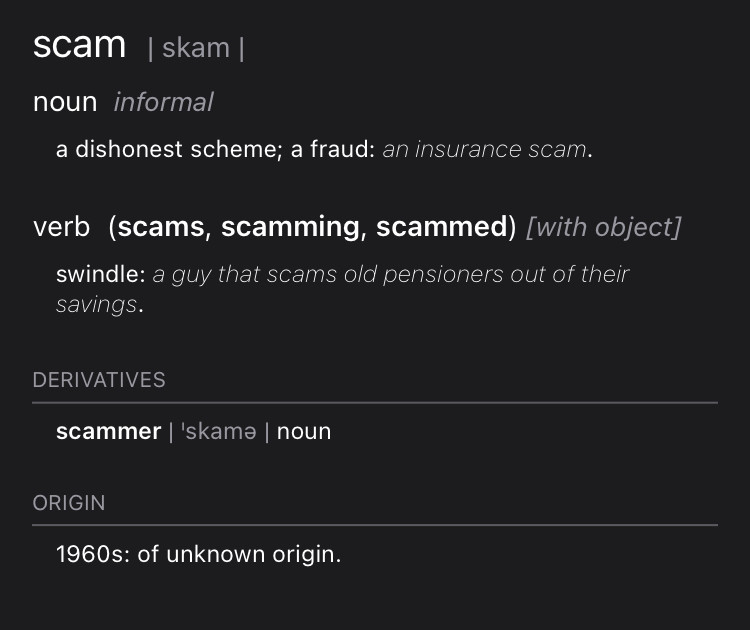 scam | skam |
noun informal
a dishonest scheme; a fraud: an insurance scam.
verb (scams, scamming, scammed) [with object]
swindle: a guy that scams old pensioners out of their
savings.
DERIVATIVES
scammer | ˈskamə | noun
ORIGIN
1960s: of unknown origin.